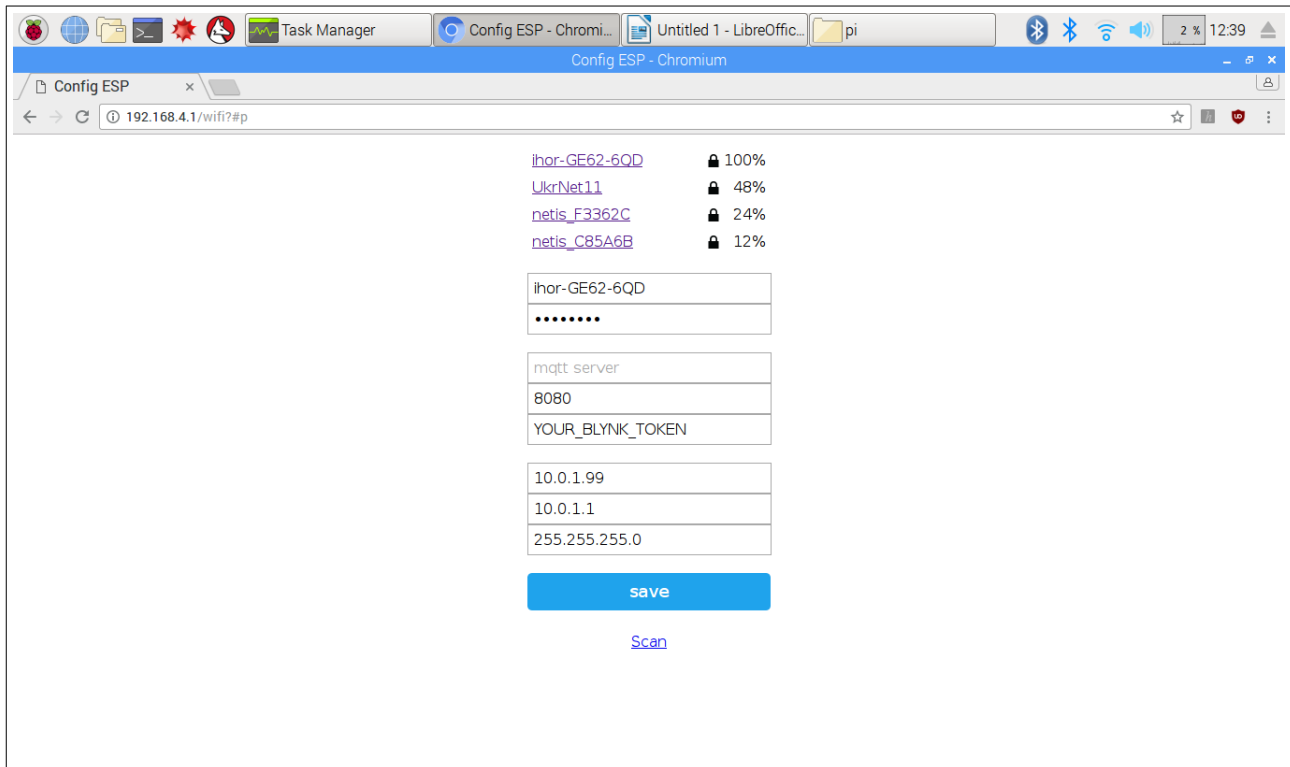 Task Manager
Config ESP - Chromi...
Untitled 1 - LibreOffic...
pi
2 %
12:39
Config ESP - Chromium
Config ESP
192.168.4.1/wifi?#p
ihor-GE62-6QD 100%
UkrNet11 48%
netis_F3362C 24%
netis_C85A6B 12%
ihor-GE62-6QD
••••••••
mqtt server
8080
YOUR_BLYNK_TOKEN
10.0.1.99
10.0.1.1
255.255.255.0
save
Scan